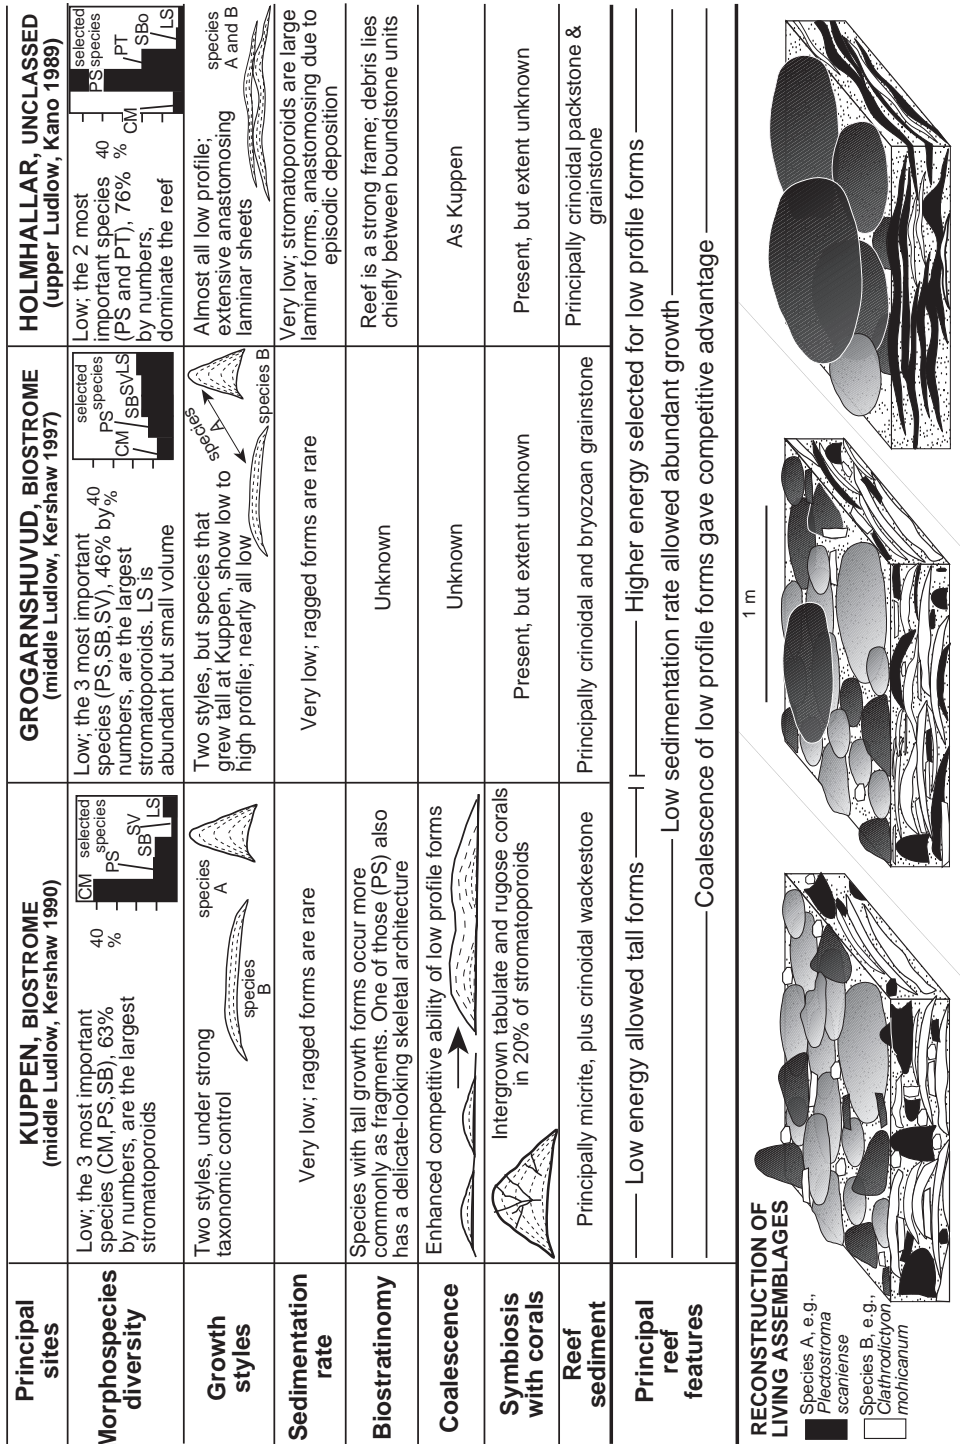 Principal
sites
KUPPEN, BIOSTROME
(middle Ludlow, Kershaw 1990)
GROGARNSHUVUD, BIOSTROME
(middle Ludlow, Kershaw 1997)
HOLMHALLAR, UNCLASSED
(upper Ludlow, Kano 1989)
Morphospecies
diversity
Low; the 3 most important
species (CM,PS,SB), 63%
by numbers, are the largest
stromatoporoids
40
%
CM
selected
species
PS
SB
SV
LS
Low; the 3 most important
species (PS,SB,SV), 46% by
numbers, are the largest
stromatoporoids. LS is
abundant but small volume
40
%
selected
species
CM
PS
SB
SV
LS
Low; the 2 most
important species
(PS and PT), 76%
by numbers,
dominate the reef
40
%
CM
selected
species
PS
PT
SBo
LS
Growth
styles
Two styles, under strong
taxonomic control
species
B
species
A
Two styles, but species that
grew tall at Kuppen, show low to
high profile; nearly all low
species
A
species B
Almost all low profile;
extensive anastomosing
laminar sheets
species
A and B
Sedimentation
rate
Very low; ragged forms are rare
Very low; ragged forms are rare
Very low; stromatoporoids are large
laminar forms, anastomosing due to
episodic deposition
Biostratinomy
Species with tall growth forms occur more
commonly as fragments. One of those (PS) also
has a delicate-looking skeletal architecture
Unknown
Reef is a strong frame; debris lies
chiefly between boundstone units
Coalescence
Enhanced competitive ability of low profile forms
Unknown
As Kuppen
Symbiosis
with corals
Intergrown tabulate and rugose corals
in 20% of stromatoporoids
Present, but extent unknown
Present, but extent unknown
Reef
sediment
Principally micrite, plus crinoidal wackestone
Principally crinoidal and bryozoan grainstone
Principally crinoidal packstone &
grainstone
Principal
reef
features
Low energy allowed tall forms
Higher energy selected for low profile forms
Low sedimentation rate allowed abundant growth
Coalescence of low profile forms gave competitive advantage
RECONSTRUCTION OF
LIVING ASSEMBLAGES
Species A, e.g.,
Plectostroma
scaniense
Species B, e.g.,
Clathrodictyon
mohicanum
1 m